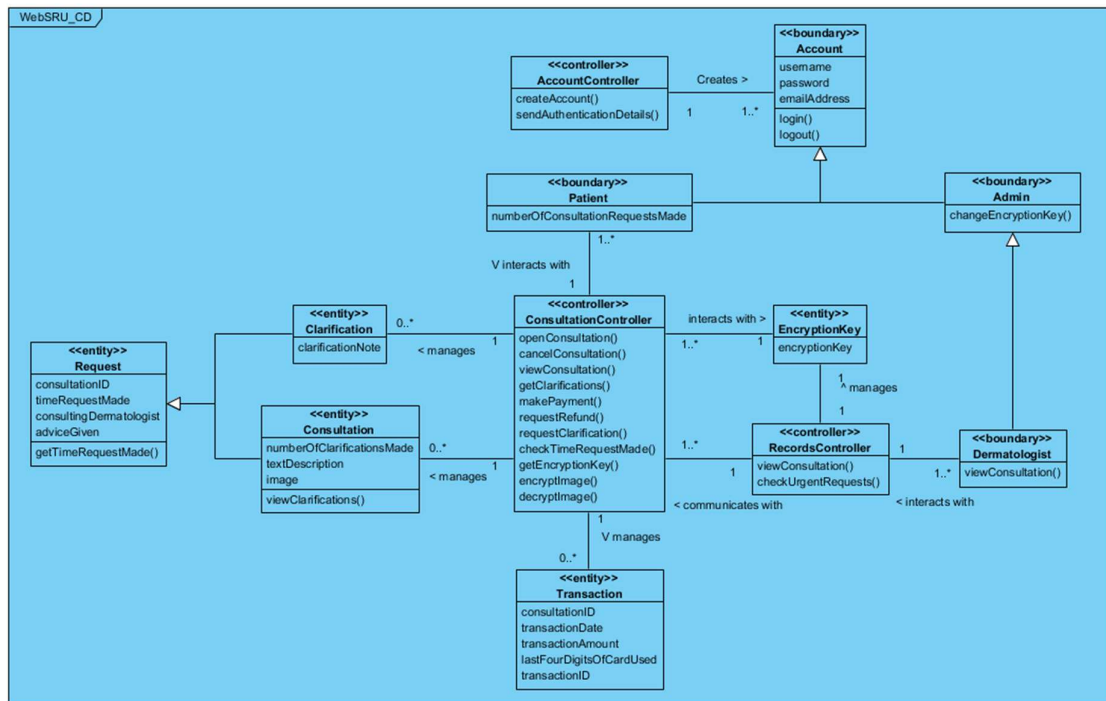 WebSRU_CD
<<boundary>>
Account
username
password
emailAddress
login()
logout()
<<controller>>
AccountController
createAccount()
sendAuthenticationDetails()
Creates >
1
1..*
<<boundary>>
Patient
numberOfConsultationRequestsMade
<<boundary>>
Admin
changeEncryptionKey()
1..*
V interacts with
1
<<entity>>
Clarification
clarificationNote
0..*
< manages
1
<<controller>>
ConsultationController
openConsultation()
cancelConsultation()
viewConsultation()
getClarifications()
makePayment()
requestRefund()
requestClarification()
checkTimeRequestMade()
getEncryptionKey()
encryptImage()
decryptImage()
interacts with >
1..*
1
<<entity>>
EncryptionKey
encryptionKey
1
^ manages
1
<<entity>>
Request
consultationID
timeRequestMade
consultingDermatologist
adviceGiven
getTimeRequestMade()
<<entity>>
Consultation
numberOfClarificationsMade
textDescription
image
viewClarifications()
0..*
< manages
1
1..*
1
< communicates with
<<controller>>
RecordsController
viewConsultation()
checkUrgentRequests()
1
1..*
< interacts with
<<boundary>>
Dermatologist
viewConsultation()
1
V manages
0..*
<<entity>>
Transaction
consultationID
transactionDate
transactionAmount
lastFourDigitsOfCardUsed
transactionID